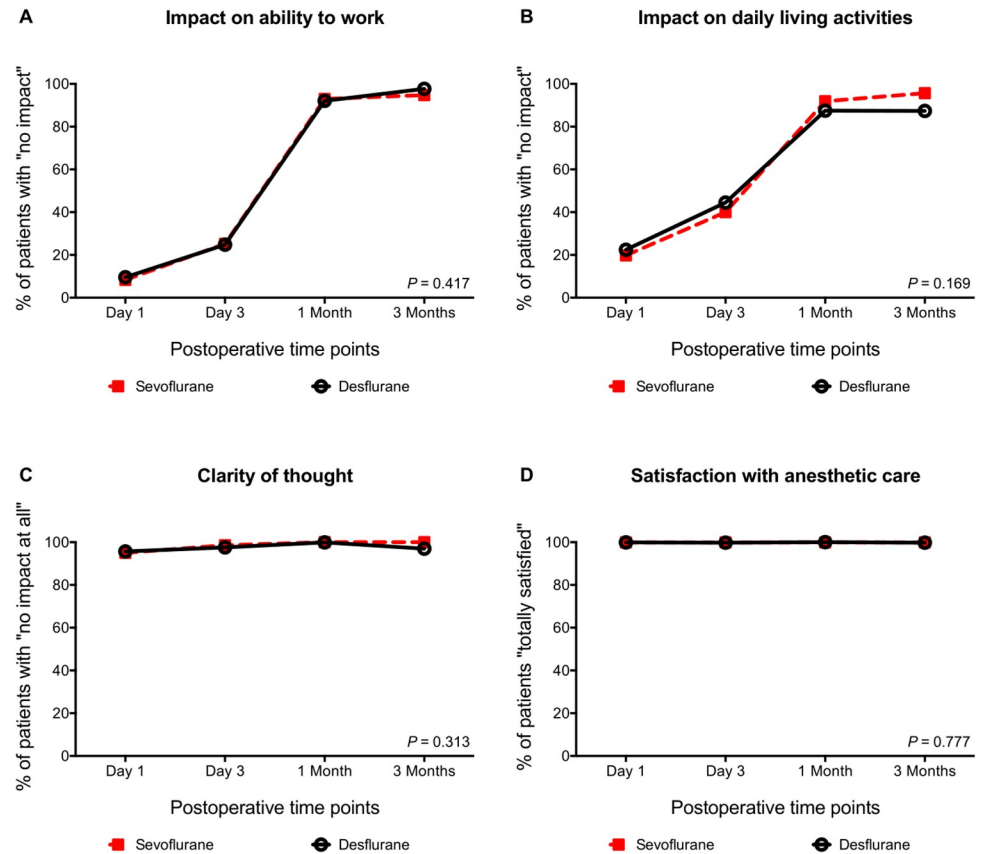 A Impact on ability to work
% of patients with "no impact"
100
80
60
40
20
0
P = 0.417
Day 1 Day 3 1 Month 3 Months
Postoperative time points
Sevoflurane Desflurane
B Impact on daily living activities
% of patients with "no impact"
100
80
60
40
20
0
P = 0.169
Day 1 Day 3 1 Month 3 Months
Postoperative time points
Sevoflurane Desflurane
C Clarity of thought
% of patients with "no impact at all"
100
80
60
40
20
0
P = 0.313
Day 1 Day 3 1 Month 3 Months
Postoperative time points
Sevoflurane Desflurane
D Satisfaction with anesthetic care
% of patients "totally satisfied"
100
80
60
40
20
0
P = 0.777
Day 1 Day 3 1 Month 3 Months
Postoperative time points
Sevoflurane Desflurane